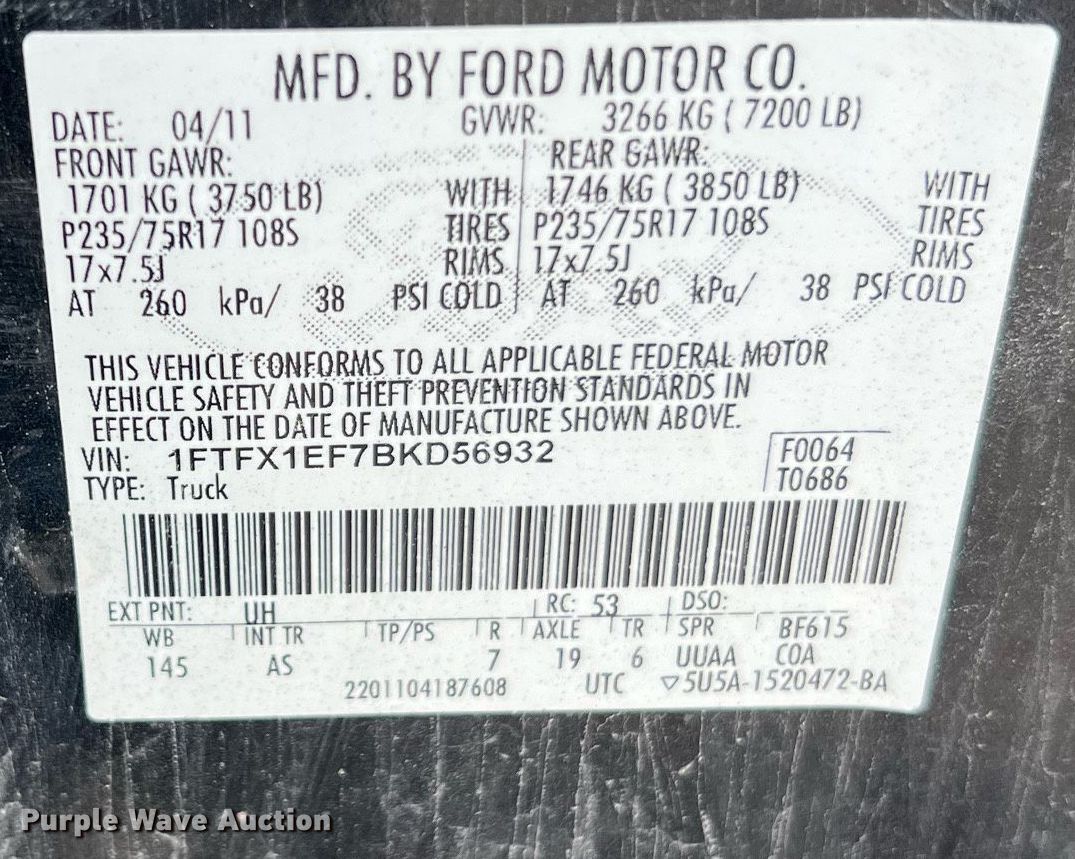 MFD. BY FORD MOTOR CO.
DATE: 04/11 GVWR: 3266 KG ( 7200 LB)
FRONT GAWR: REAR GAWR:
1701 KG ( 3750 LB) WITH 1746 KG ( 3850 LB) WITH
P235/75R17 108S TIRES P235/75R17 108S TIRES
17x7.5J RIMS 17x7.5J RIMS
AT 260 kPa/ 38 PSI COLD AT 260 kPa/ 38 PSI COLD
THIS VEHICLE CONFORMS TO ALL APPLICABLE FEDERAL MOTOR
VEHICLE SAFETY AND THEFT PREVENTION STANDARDS IN
EFFECT ON THE DATE OF MANUFACTURE SHOWN ABOVE.
VIN: 1FTFX1EF7BKD56932 F0064
TYPE: Truck T0686
EXT PNT: UH RC: 53 DSO:
WB INT TR TP/PS R AXLE TR SPR BF615
145 AS 7 19 6 UUAA COA
2201104187608 UTC ▽5U5A-1520472-BA
Purple Wave Auction